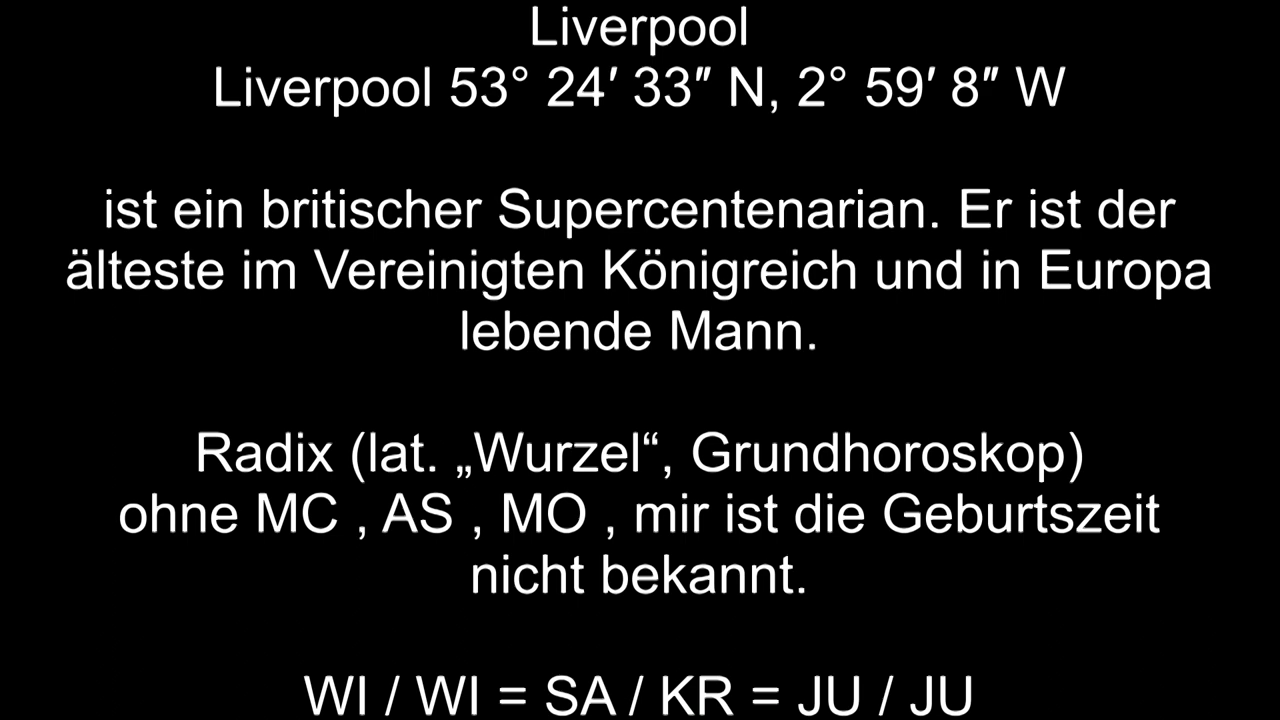 Liverpool
Liverpool 53° 24′ 33″ N, 2° 59′ 8″ W
ist ein britischer Supercentenarian. Er ist der
älteste im Vereinigten Königreich und in Europa
lebende Mann.
Radix (lat. „Wurzel“, Grundhoroskop)
ohne MC , AS , MO , mir ist die Geburtszeit
nicht bekannt.
WI / WI = SA / KR = JU / JU